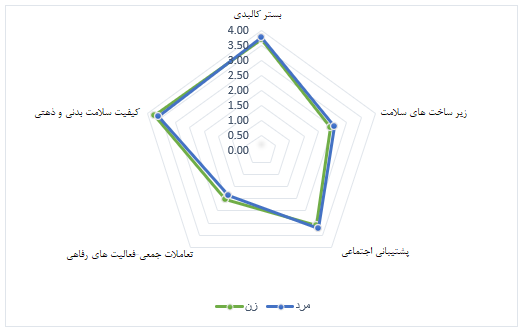 بستر کالبدی
4.00
3.50
3.00
2.50
2.00
1.50
1.00
0.50
0.00
زیر ساخت های سلامت
پشتیبانی اجتماعی
تعاملات جمعی-فعالیت های رفاهی
کیفیت سلامت بدنی و ذهتی
مرد
زن